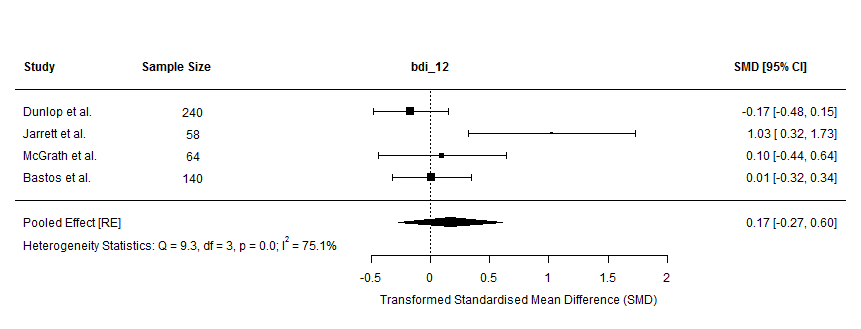 Study Sample Size bdi_12 SMD [95% CI]
Dunlop et al. 240 -0.17 [-0.48, 0.15]
Jarrett et al. 58 1.03 [ 0.32, 1.73]
McGrath et al. 64 0.10 [-0.44, 0.64]
Bastos et al. 140 0.01 [-0.32, 0.34]
Pooled Effect [RE] 0.17 [-0.27, 0.60]
Heterogeneity Statistics: Q = 9.3, df = 3, p = 0.0; I² = 75.1%
-0.5 0 0.5 1 1.5 2
Transformed Standardised Mean Difference (SMD)